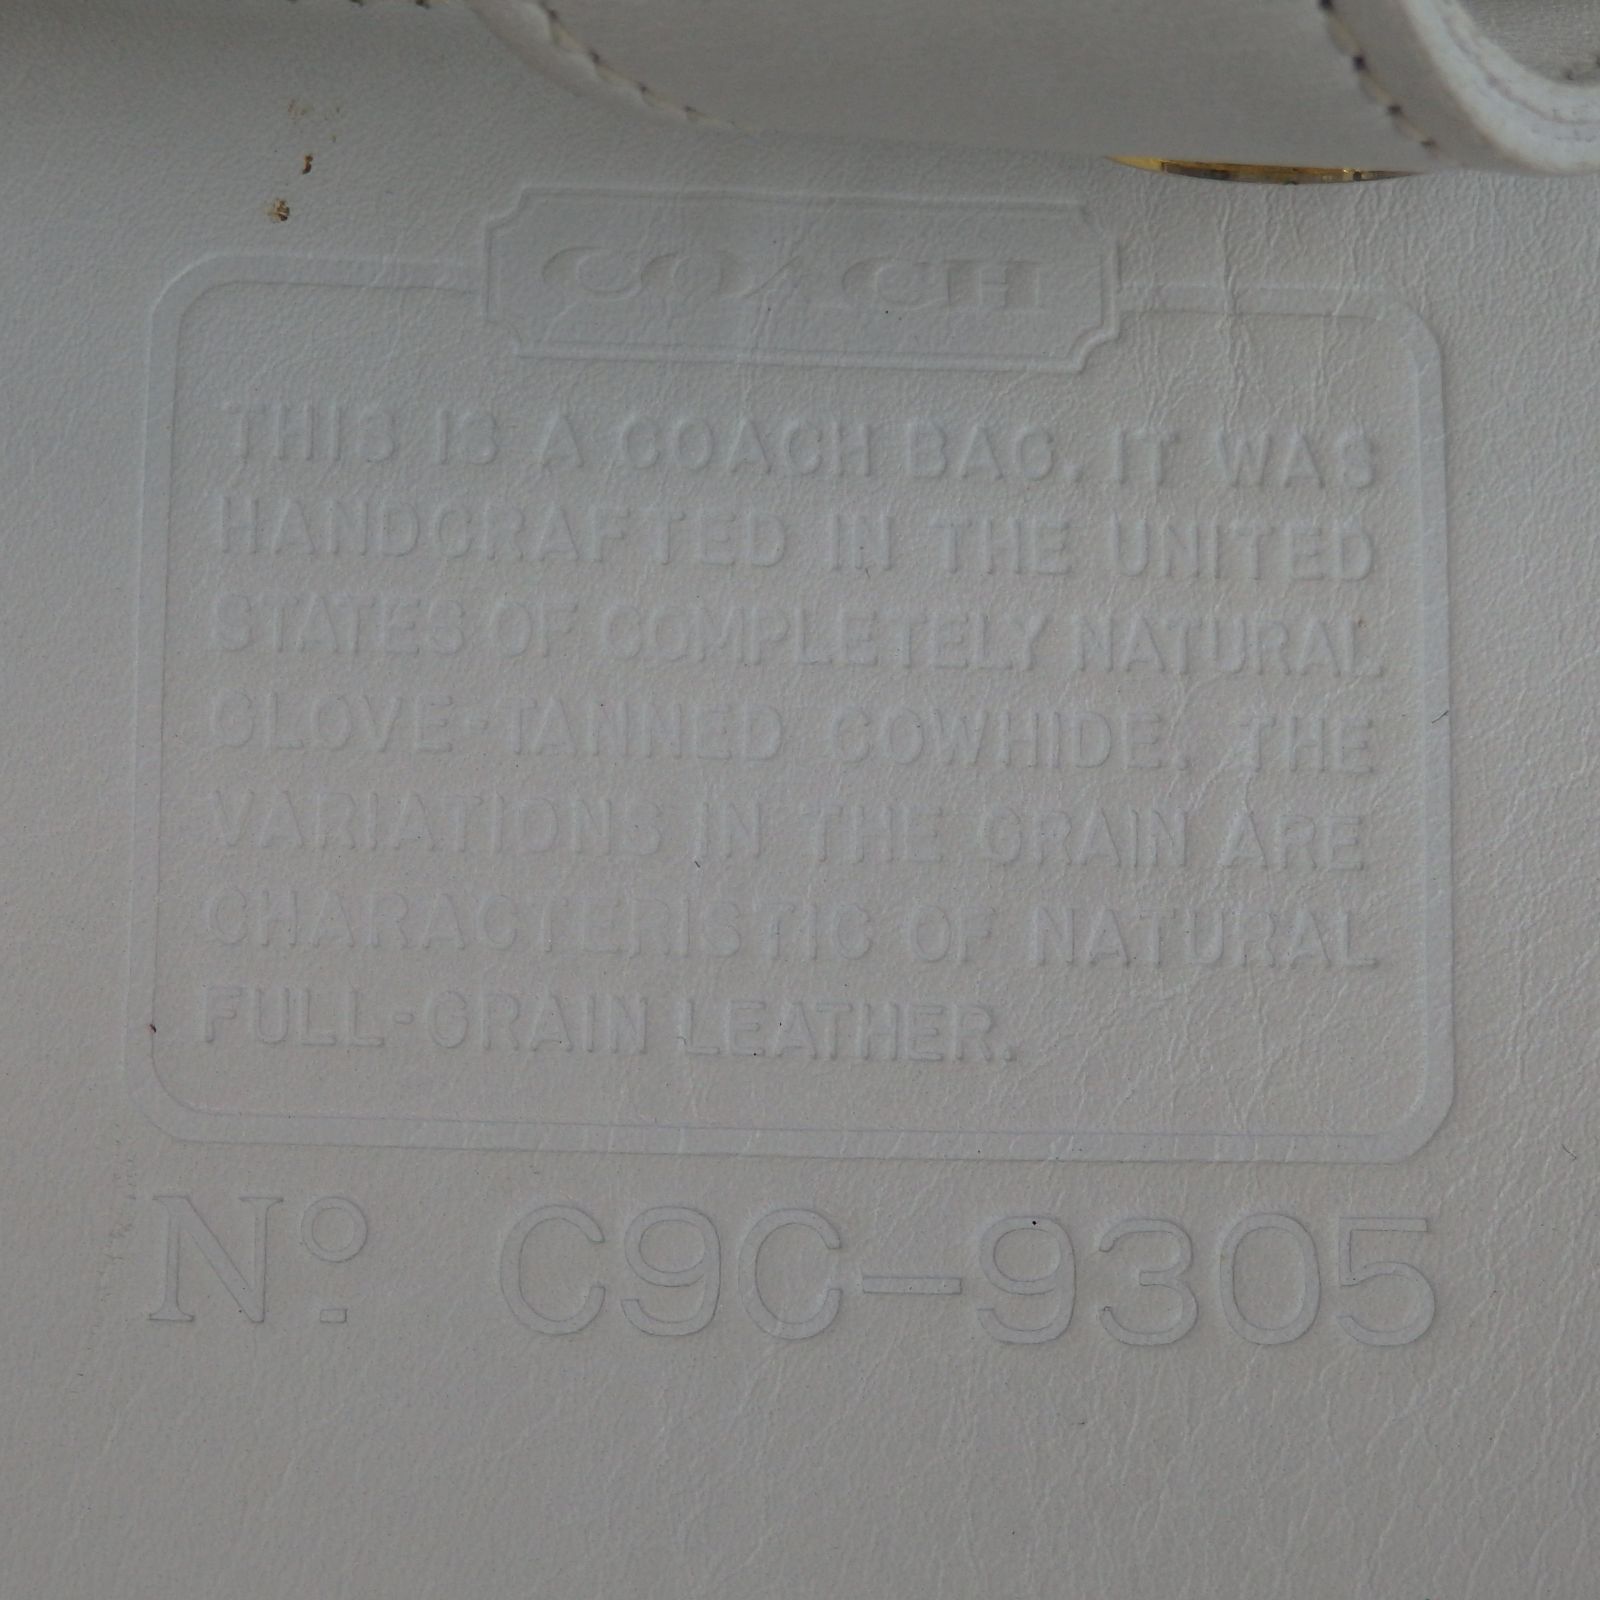 COACH
THIS IS A COACH BAG. IT WAS
HANDCRAFTED IN THE UNITED
STATES OF COMPLETELY NATURAL
GLOVE-TANNED COWHIDE. THE
VARIATIONS IN THE GRAIN ARE
CHARACTERISTIC OF NATURAL
FULL-GRAIN LEATHER.
Nº. C9C-9305